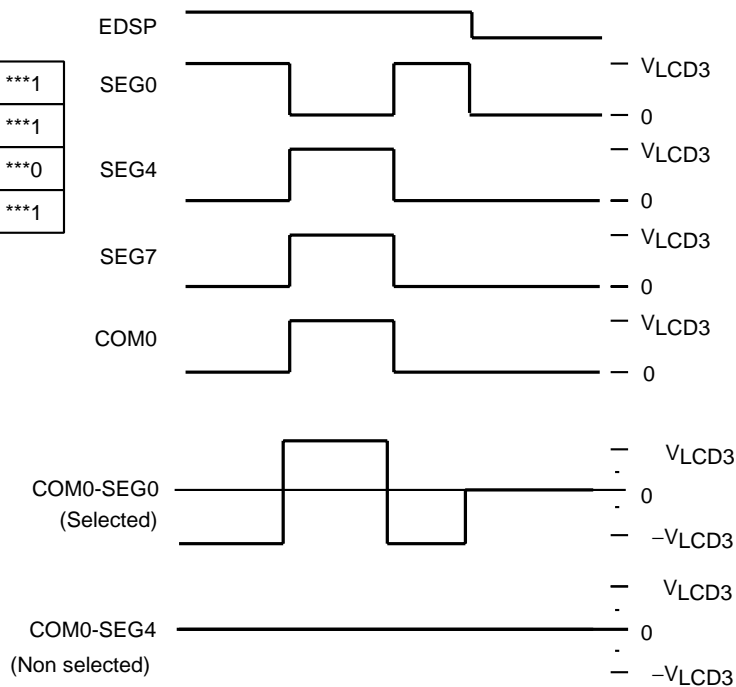 EDSP
***1
***1
***0
***1
SEG0
VLCD3
0
SEG4
VLCD3
0
SEG7
VLCD3
0
COM0
VLCD3
0
COM0-SEG0
(Selected)
VLCD3
0
−VLCD3
COM0-SEG4
(Non selected)
VLCD3
0
−VLCD3